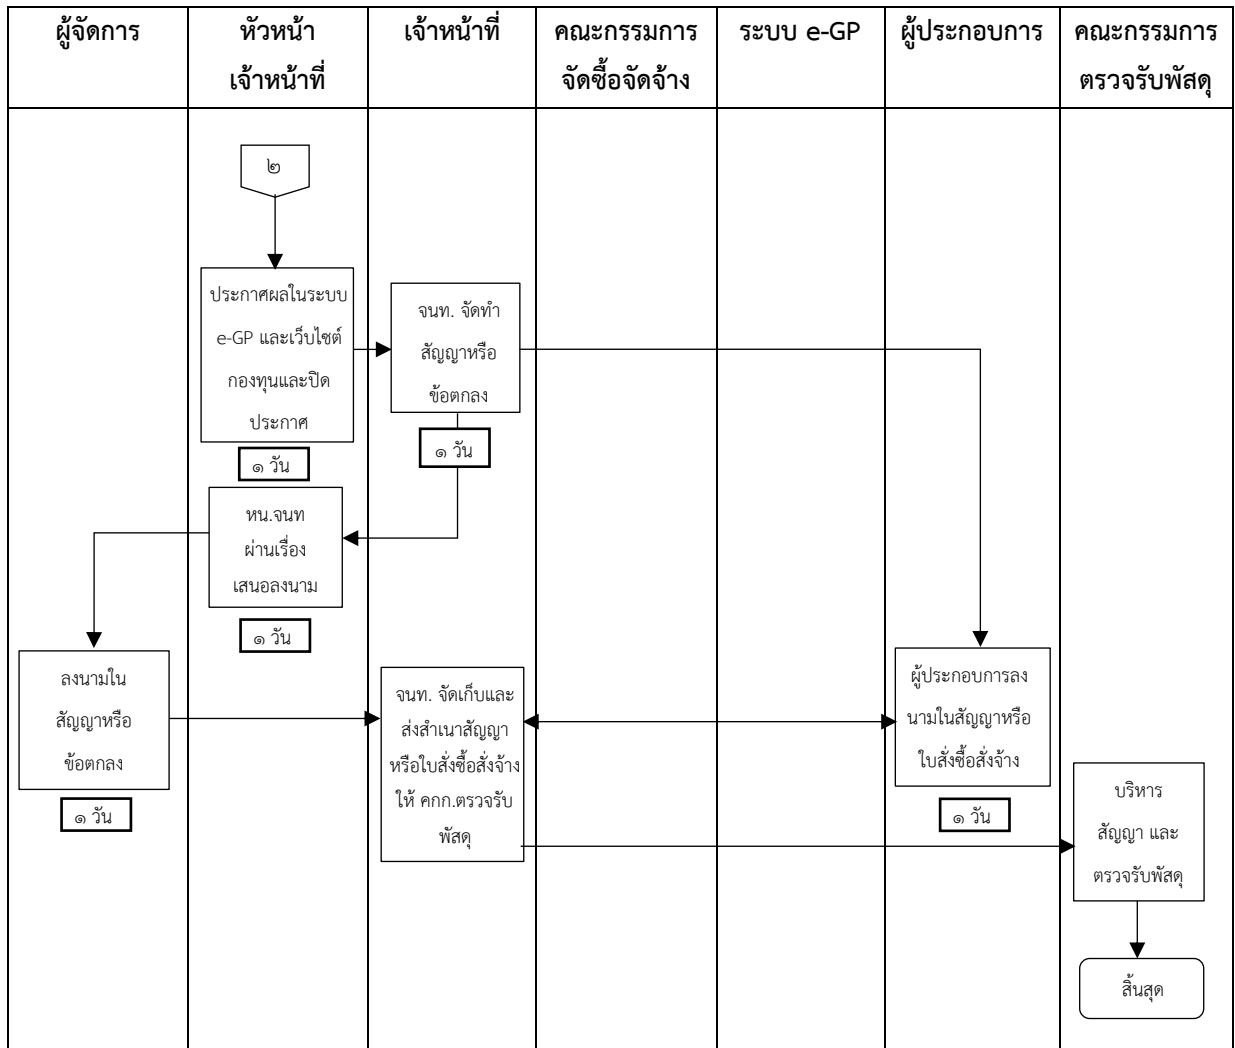 ผู้จัดการ
หัวหน้า
เจ้าหน้าที่
เจ้าหน้าที่
คณะกรรมการ
จัดซื้อจัดจ้าง
ระบบ e-GP
ผู้ประกอบการ
คณะกรรมการ
ตรวจรับพัสดุ
๒
ประกาศผลในระบบ
e-GP และเว็บไซต์
กองทุนและปิด
ประกาศ
๑ วัน
จนท. จัดทำ
สัญญาหรือ
ข้อตกลง
๑ วัน
หน.จนท
ผ่านเรื่อง
เสนอลงนาม
๑ วัน
ลงนามใน
สัญญาหรือ
ข้อตกลง
๑ วัน
จนท. จัดเก็บและ
ส่งสำเนาสัญญา
หรือใบสั่งซื้อสั่งจ้าง
ให้ คกก.ตรวจรับ
พัสดุ
ผู้ประกอบการลง
นามในสัญญาหรือ
ใบสั่งซื้อสั่งจ้าง
๑ วัน
บริหาร
สัญญา และ
ตรวจรับพัสดุ
สิ้นสุด